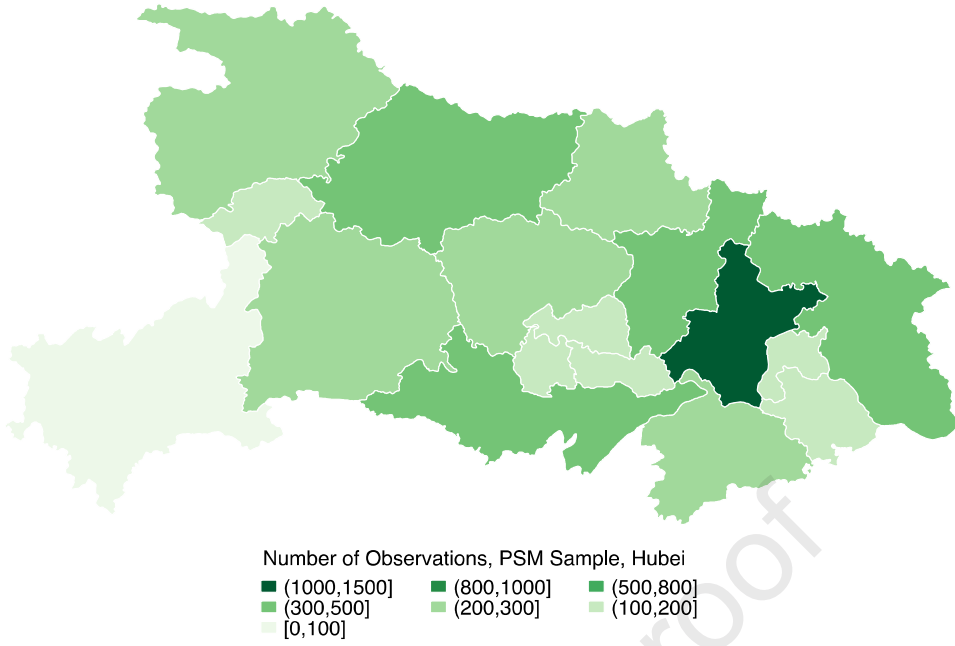 Number of Observations, PSM Sample, Hubei
(1000,1500] (800,1000] (500,800]
(300,500] (200,300] (100,200]
[0,100]
roof